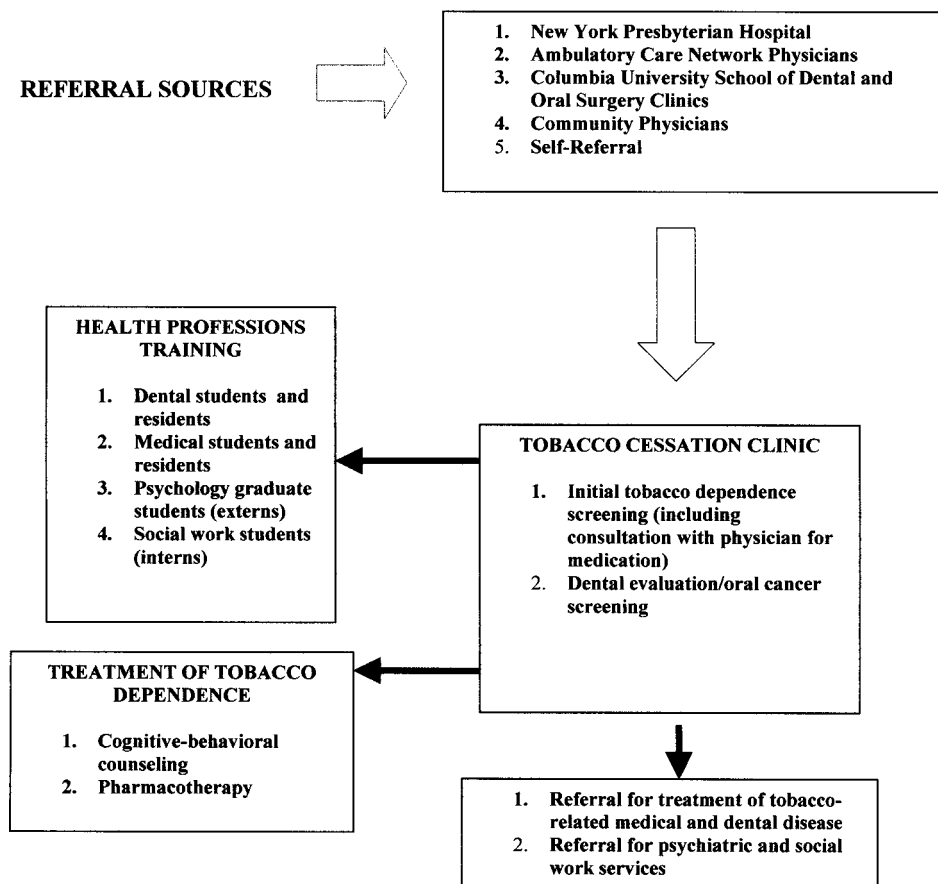 REFERRAL SOURCES
1. New York Presbyterian Hospital
2. Ambulatory Care Network Physicians
3. Columbia University School of Dental and
Oral Surgery Clinics
4. Community Physicians
5. Self-Referral
HEALTH PROFESSIONS
TRAINING
1. Dental students and
residents
2. Medical students and
residents
3. Psychology graduate
students (externs)
4. Social work students
(interns)
TOBACCO CESSATION CLINIC
1. Initial tobacco dependence
screening (including
consultation with physician for
medication)
2. Dental evaluation/oral cancer
screening
TREATMENT OF TOBACCO
DEPENDENCE
1. Cognitive-behavioral
counseling
2. Pharmacotherapy
1. Referral for treatment of tobacco-
related medical and dental disease
2. Referral for psychiatric and social
work services